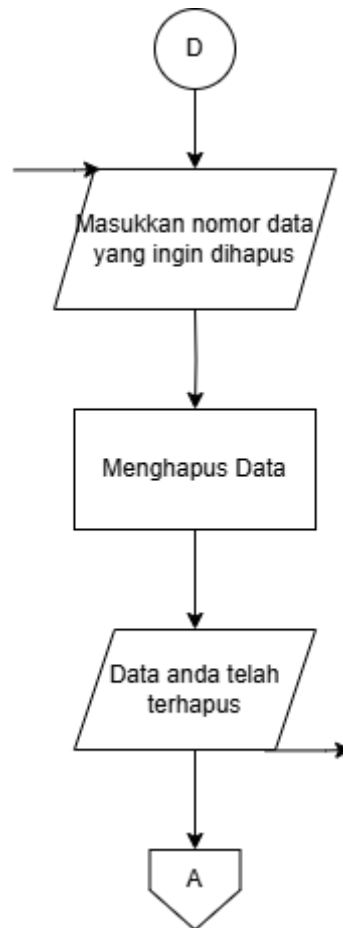 D
Masukkan nomor data
yang ingin dihapus
Menghapus Data
Data anda telah
terhapus
A